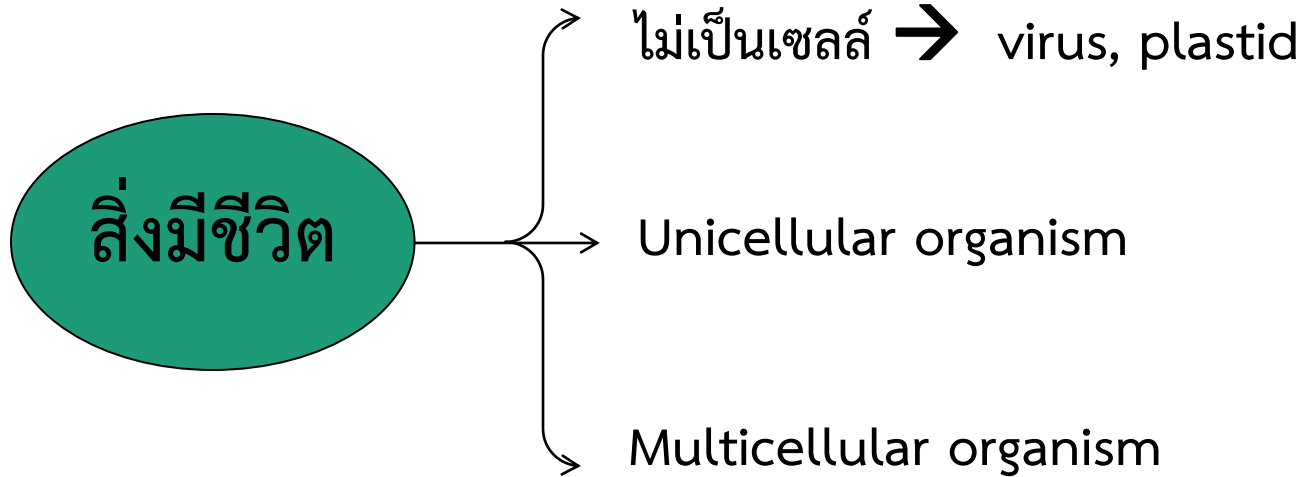 ไม่เป็นเซลล์ → virus, plastid
สิ่งมีชีวิต
Unicellular organism
Multicellular organism